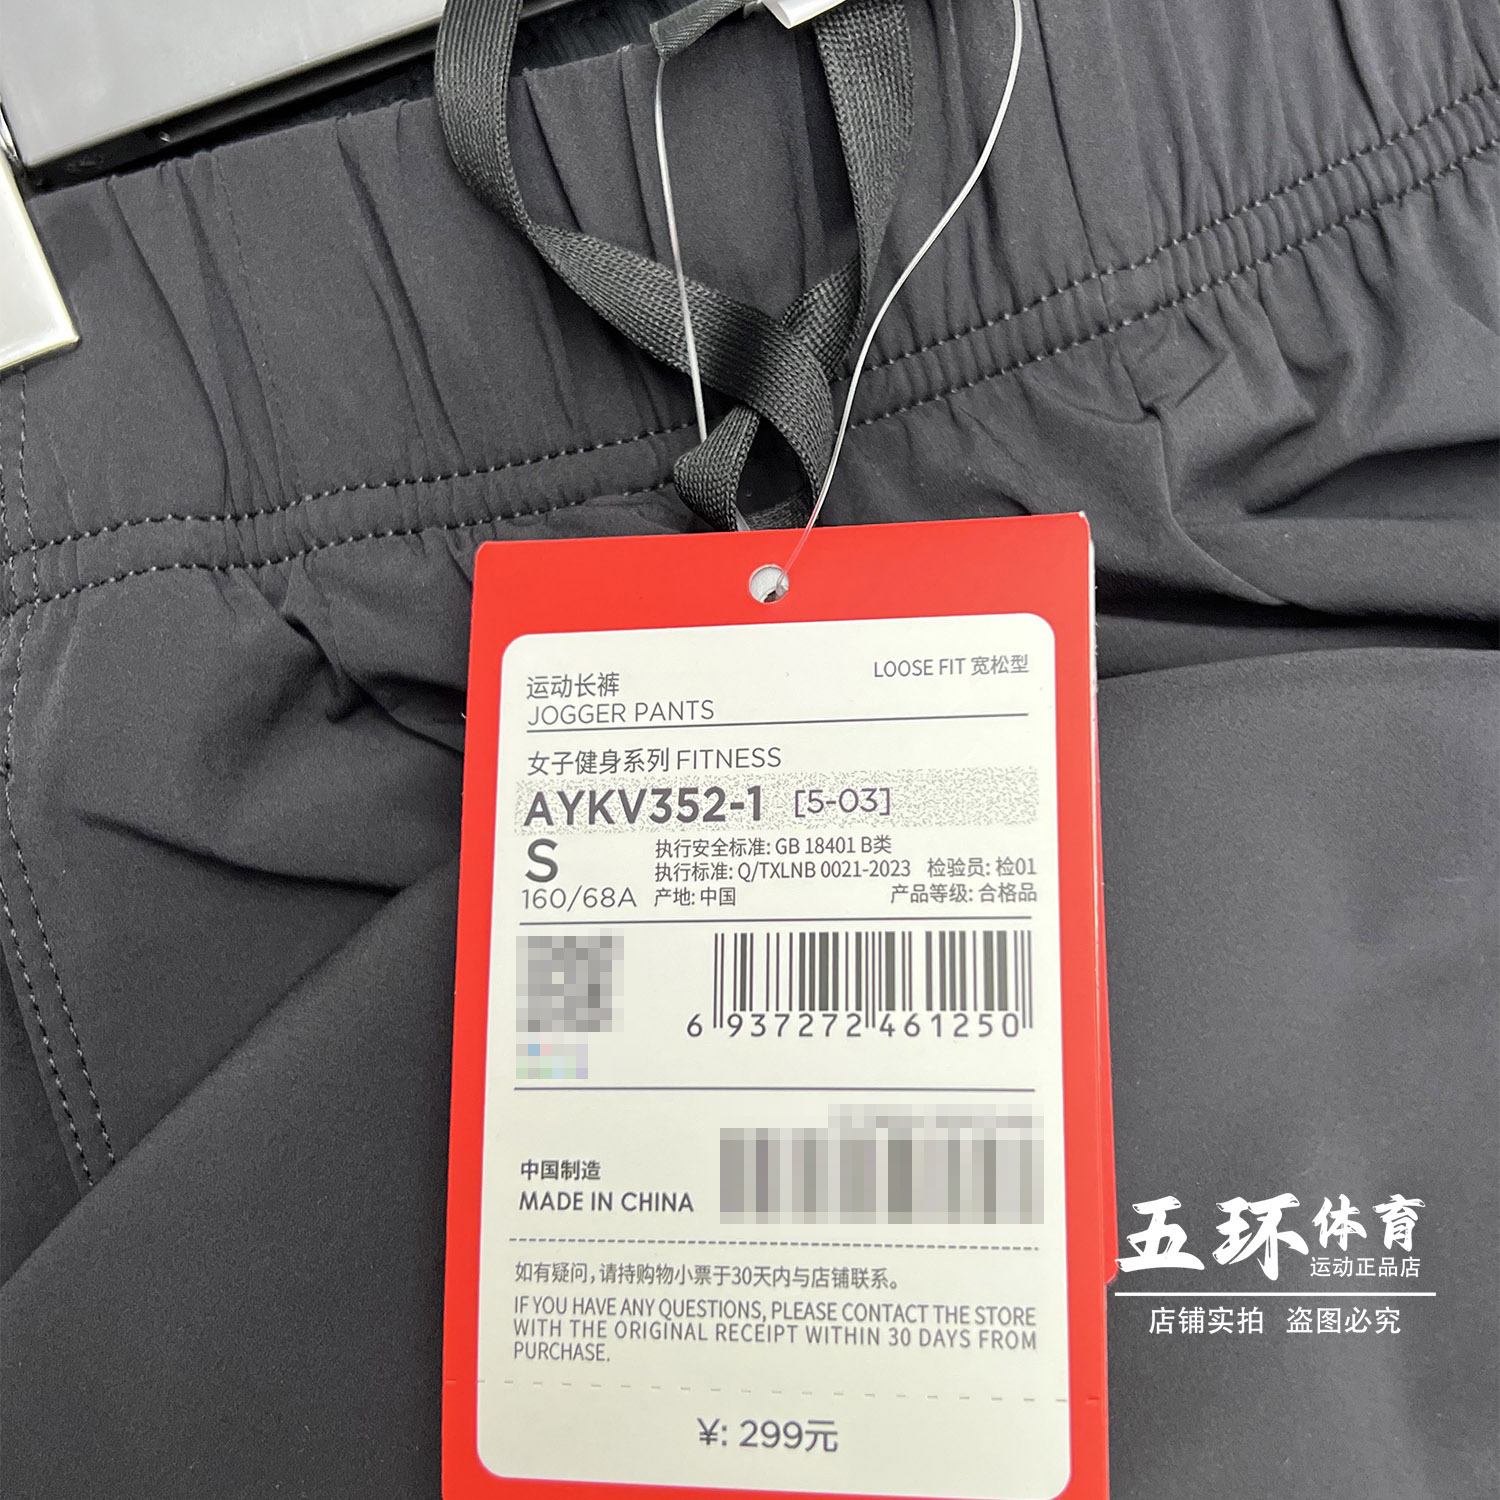 LOOSE FIT 宽松型
运动长裤
JOGGER PANTS
女子健身系列 FITNESS
AYKV352-1 [5-03]
S
160/68A
执行安全标准: GB 18401 B类
执行标准: Q/TXLNB 0021-2023 检验员: 检01
产地: 中国 产品等级: 合格品
6 937272 461250
中国制造
MADE IN CHINA
如有疑问，请持购物小票于30天内与店铺联系。
IF YOU HAVE ANY QUESTIONS, PLEASE CONTACT THE STORE
WITH THE ORIGINAL RECEIPT WITHIN 30 DAYS FROM
PURCHASE.
¥: 299元
五环体育
运动正品店
店铺实拍 盗图必究